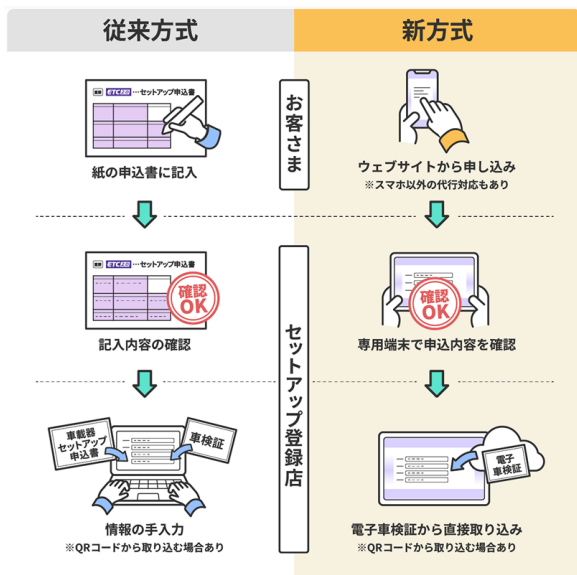 従来方式
新方式
ETC2.0…セットアップ申込書
紙の申込書に記入
お客さま
ウェブサイトから申し込み
※スマホ以外の代行対応もあり
ETC2.0…セットアップ申込書
確認
OK
記入内容の確認
確認
OK
専用端末で申込内容を確認
セットアップ登録店
車載器
セットアップ
申込書
車検証
情報の手入力
※QRコードから取り込む場合あり
電子
車検証
電子車検証から直接取り込み
※QRコードから取り込む場合あり